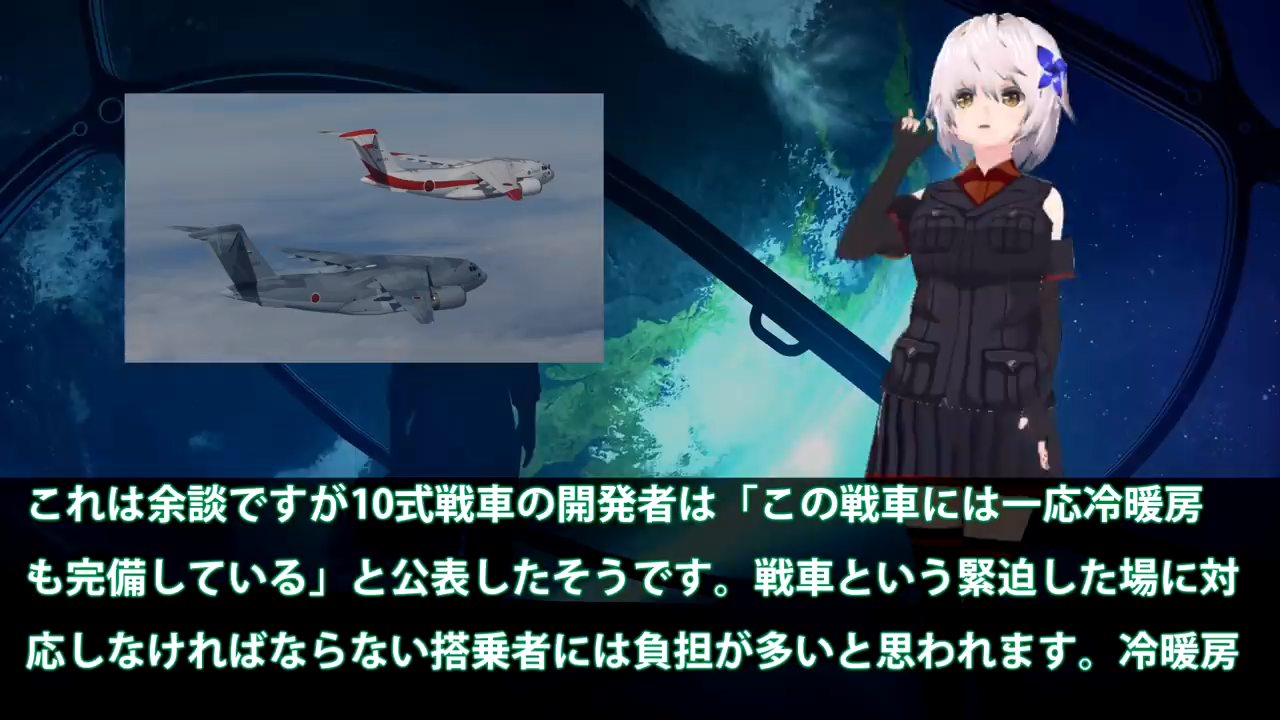 これは余談ですが10式戦車の開発者は「この戦車には一応冷暖房
も完備している」と公表したそうです。戦車という緊迫した場に対
応しなければならない搭乗者には負担が多いと思われます。冷暖房